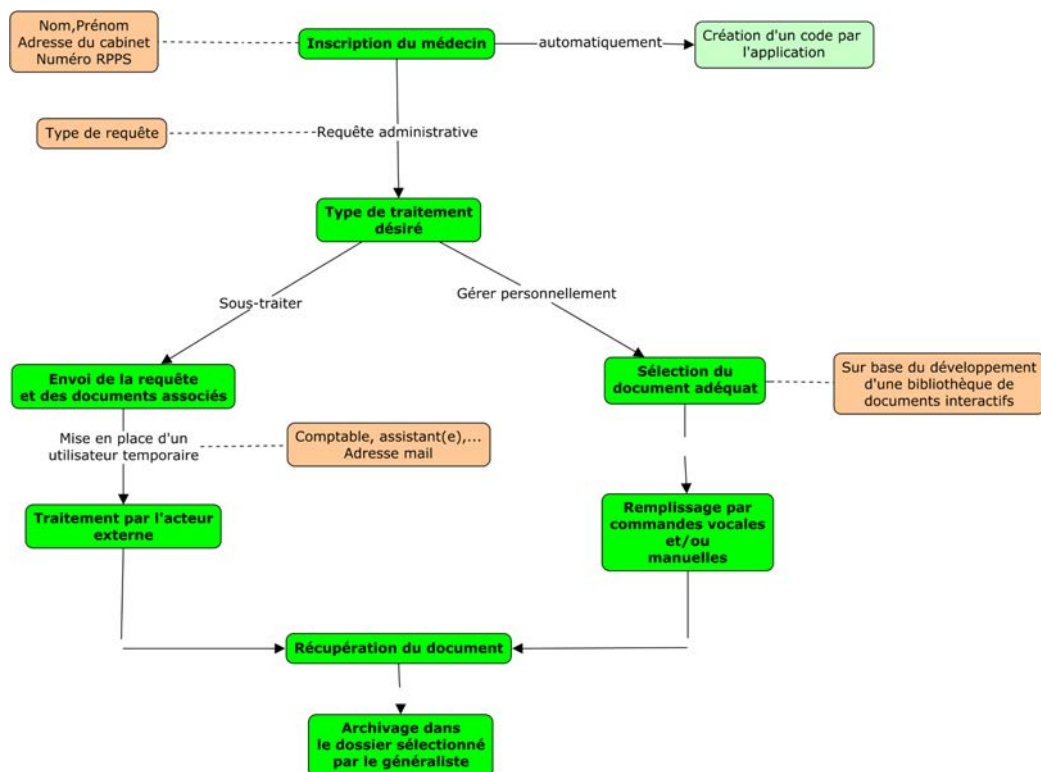 Nom,Prénom
Adresse du cabinet
Numéro RPPS
Inscription du médecin
automatiquement
Création d'un code par
l'application
Type de requête
Requête administrative
Type de traitement
désiré
Sous-traiter
Gérer personnellement
Envoi de la requête
et des documents associés
Sélection du
document adéquat
Sur base du développement
d'une bibliothèque de
documents interactifs
Mise en place d'un
utilisateur temporaire
Comptable, assistant(e),...
Adresse mail
Traitement par l'acteur
externe
Remplissage par
commandes vocales
et/ou
manuelles
Récupération du document
Archivage dans
le dossier sélectionné
par le généraliste